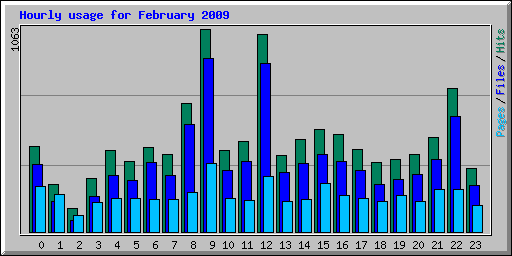 Hourly usage for February 2009
1063
Pages / Files / Hits
0 1 2 3 4 5 6 7 8 9 10 11 12 13 14 15 16 17 18 19 20 21 22 23